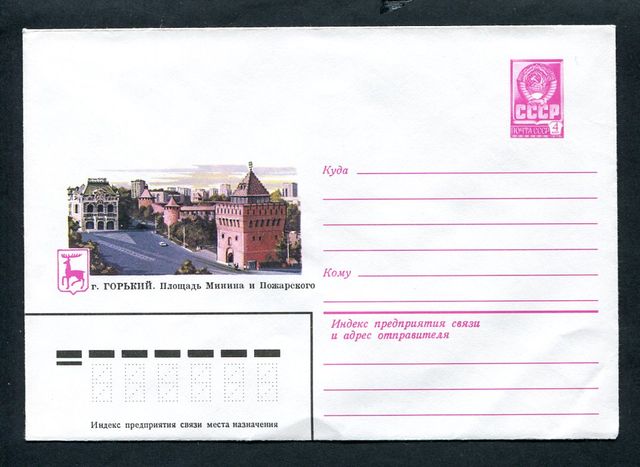 СССР
ПОЧТА СССР 4
Куда
Кому
г. ГОРЬКИЙ. Площадь Минина и Пожарского
Индекс предприятия связи
и адрес отправителя
Индекс предприятия связи места назначения